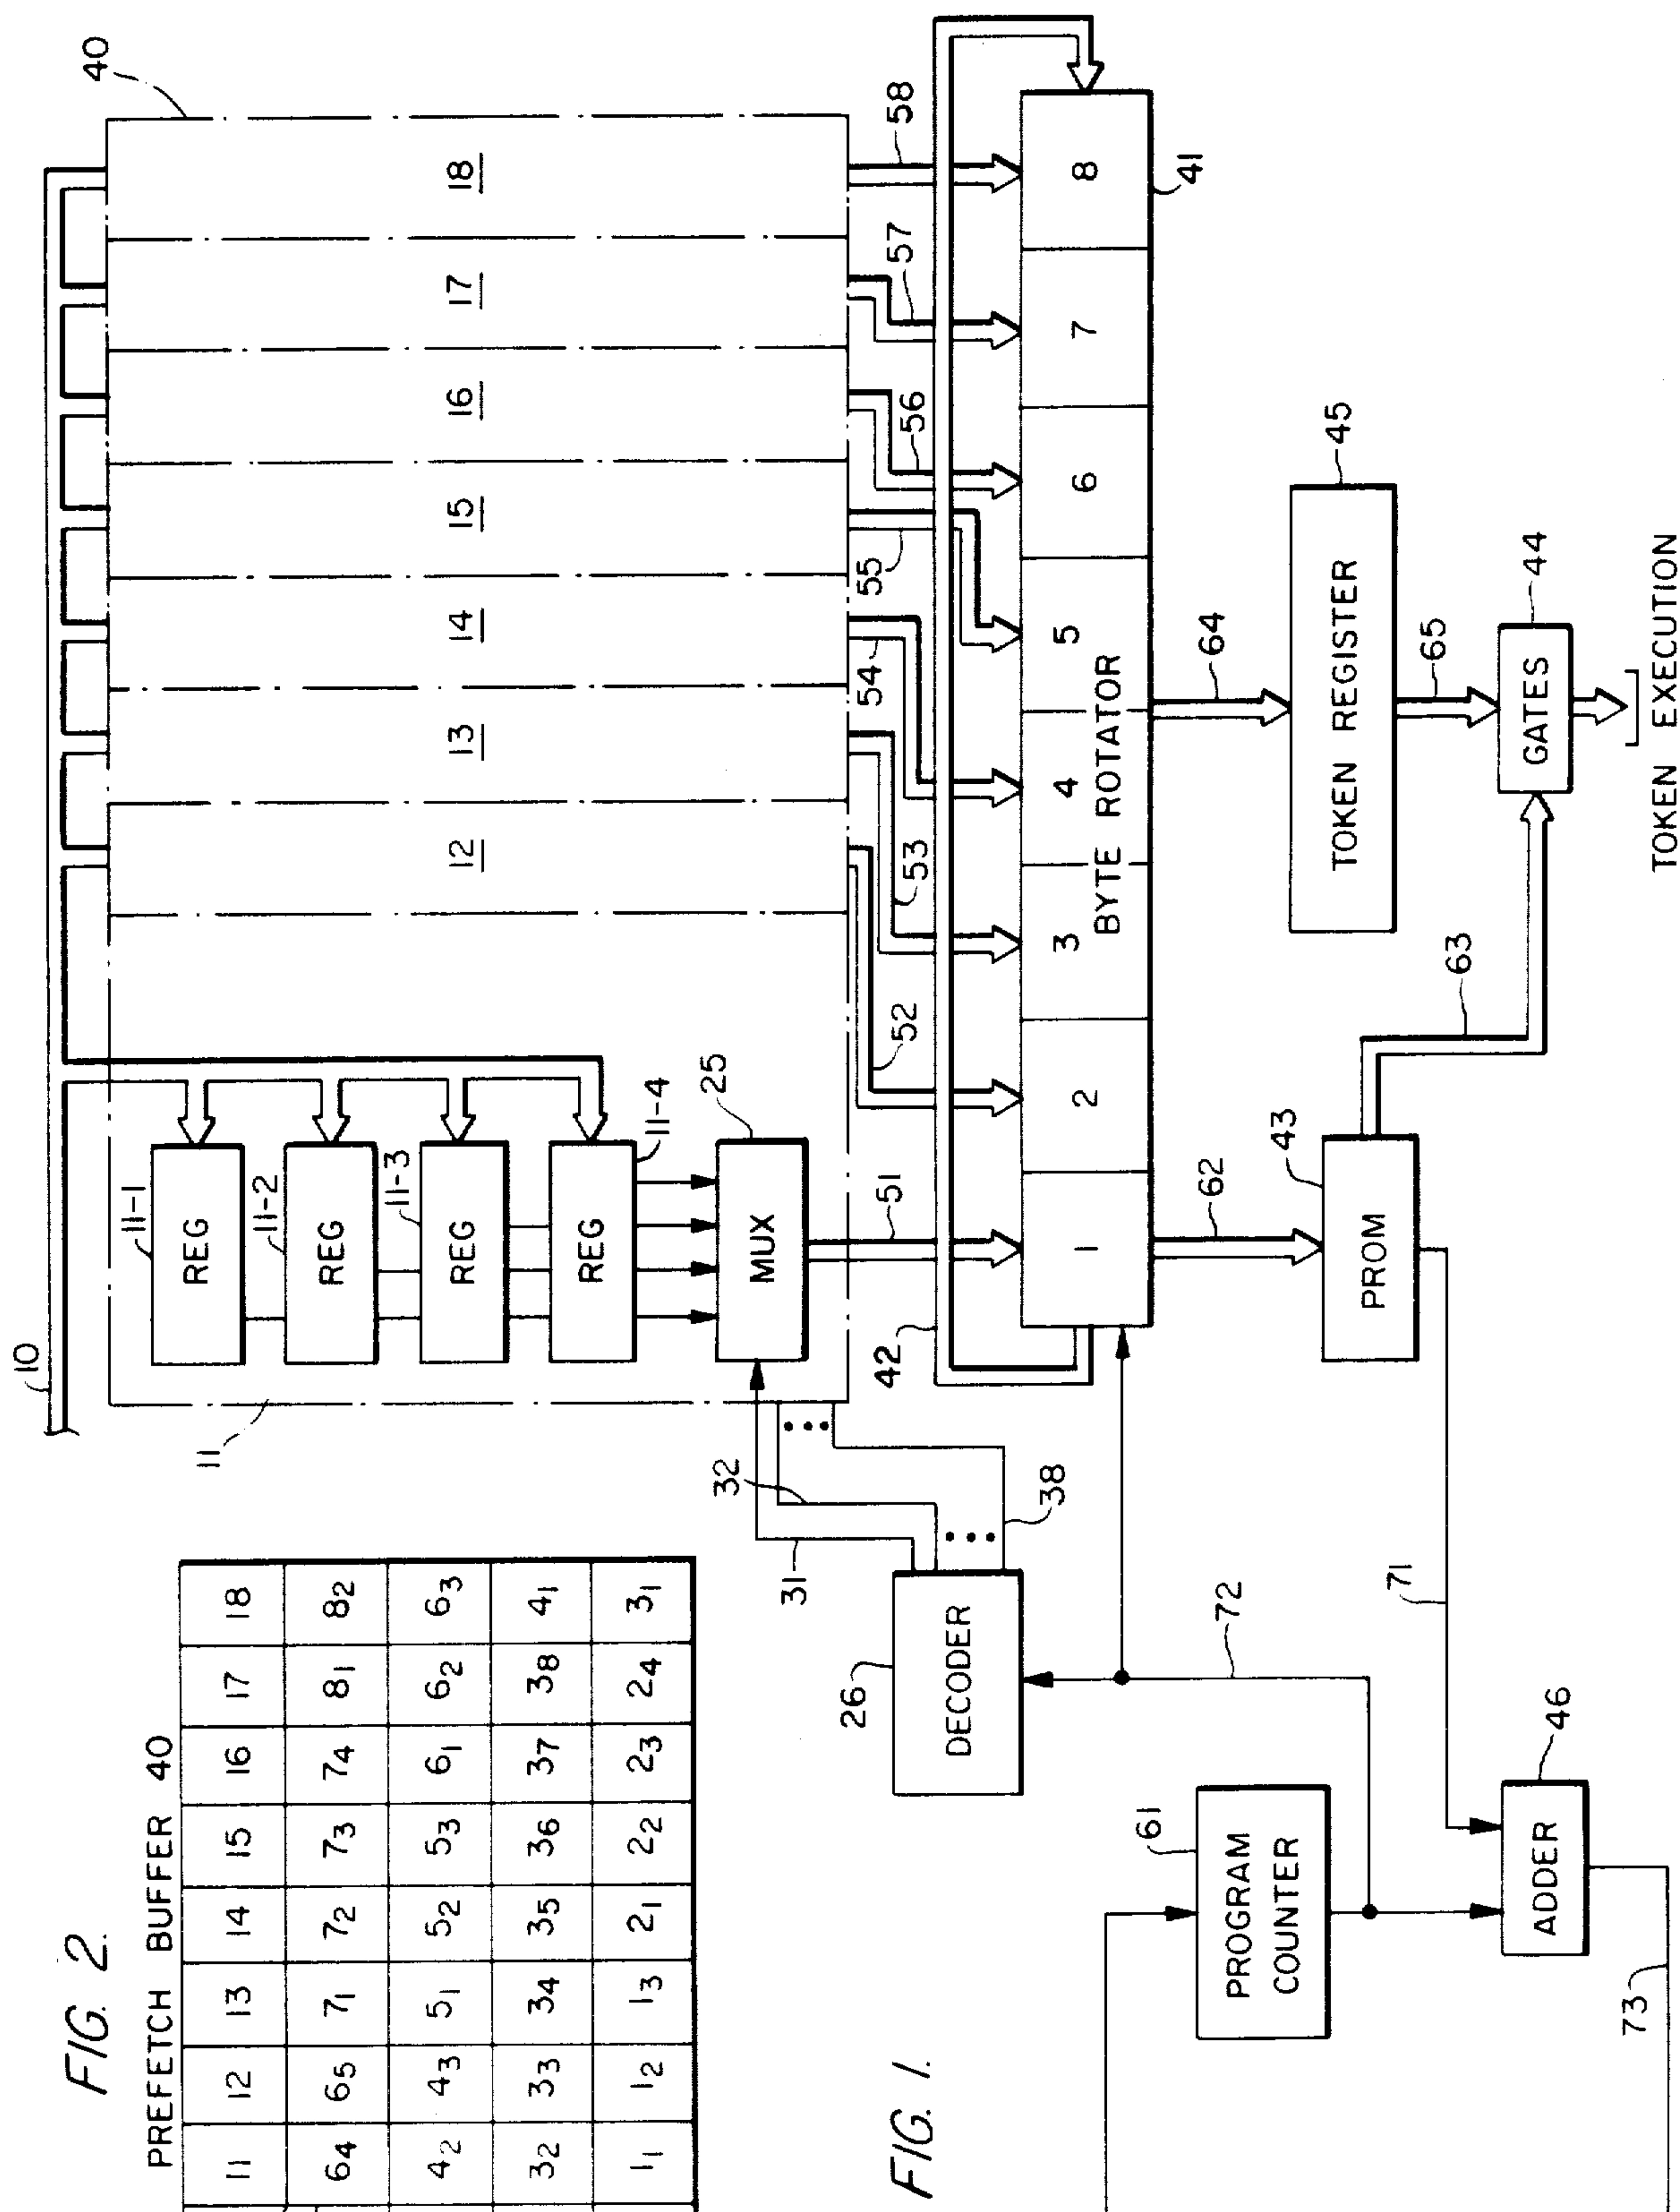 FIG. 2.
PREFETCH BUFFER 40
11 12 13 14 15 16 17 18
6₄ 6₅ 7₁ 7₂ 7₃ 7₄ 8₁ 8₂
4₂ 4₃ 5₁ 5₂ 5₃ 6₁ 6₂ 6₃
3₂ 3₃ 3₄ 3₅ 3₆ 3₇ 3₈ 4₁
1₁ 1₂ 1₃ 2₁ 2₂ 2₃ 2₄ 3₁
FIG. 1.
10
40
11
11-1
REG
11-2
REG
11-3
REG
11-4
REG
25
MUX
12
13
14
15
16
17
18
31
32
38
26
DECODER
51
52
53
54
55
56
57
58
42
1 2 3 4 5 6 7 8
BYTE ROTATOR
41
62
64
43
PROM
63
45
TOKEN REGISTER
65
44
GATES
TOKEN EXECUTION
61
PROGRAM
COUNTER
72
71
46
ADDER
73